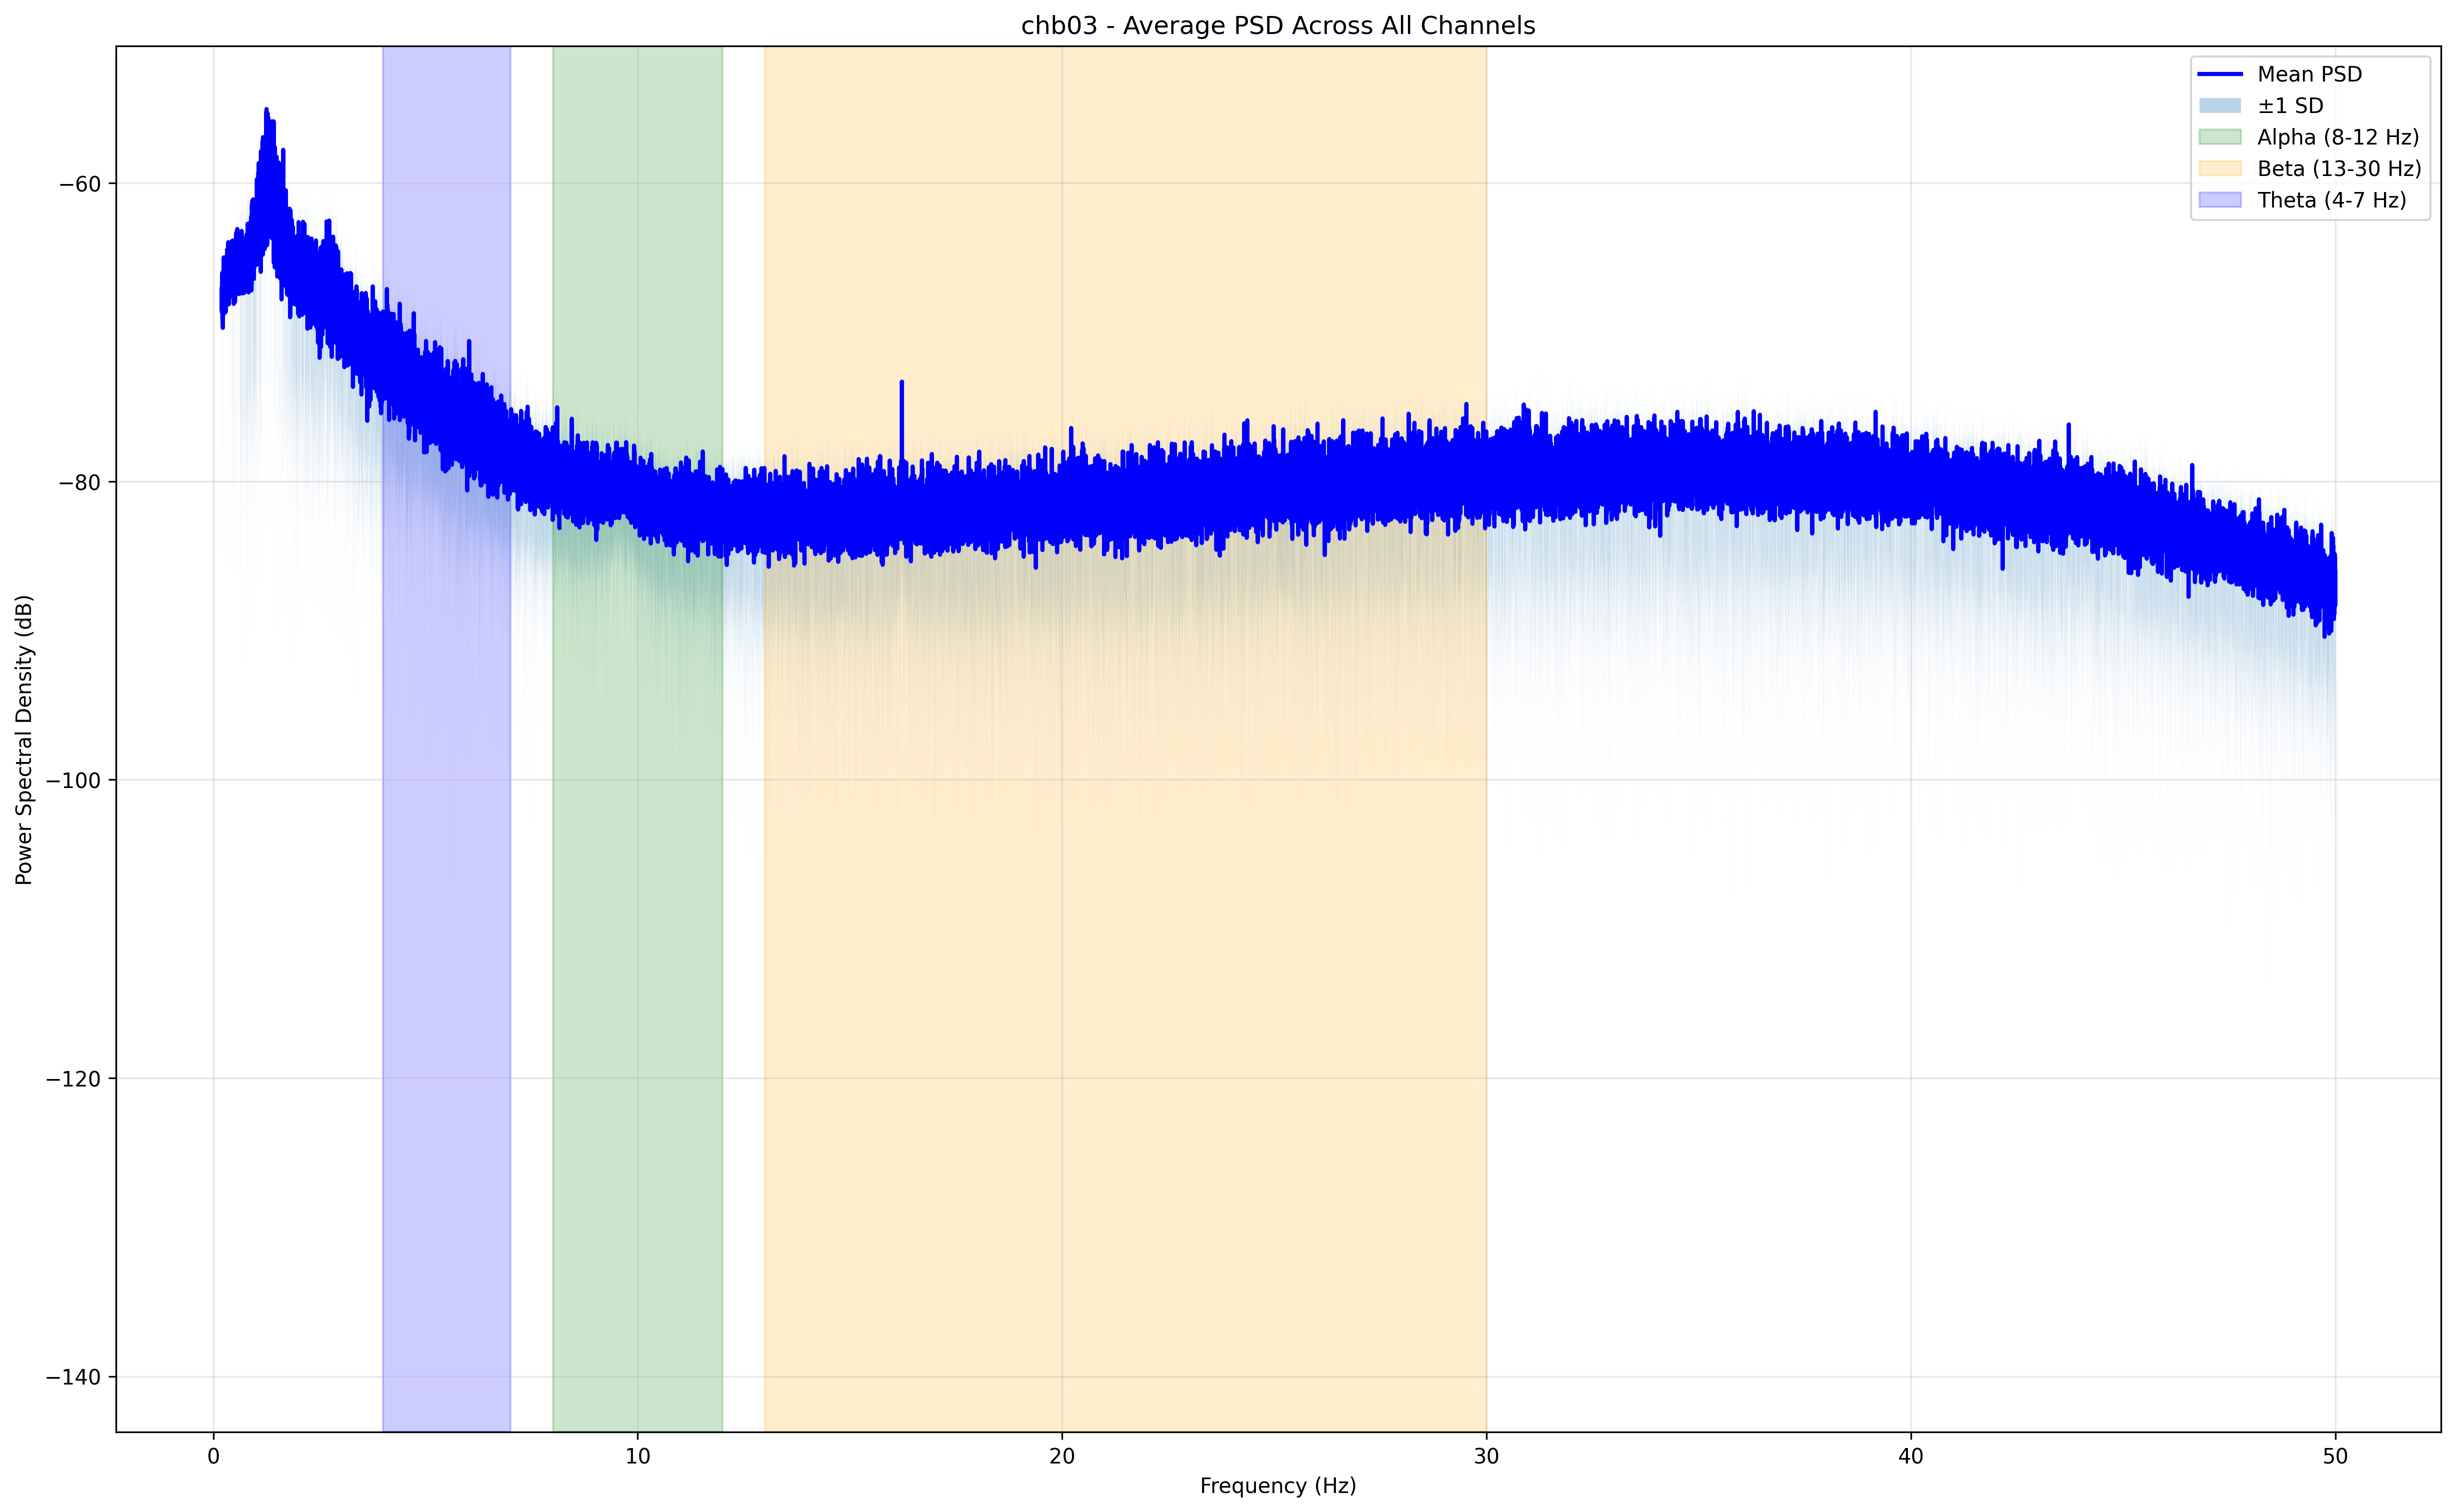 chb03 - Average PSD Across All Channels
Mean PSD
±1 SD
Alpha (8-12 Hz)
Beta (13-30 Hz)
Theta (4-7 Hz)
Power Spectral Density (dB)
−60
−80
−100
−120
−140
0
10
20
30
40
50
Frequency (Hz)